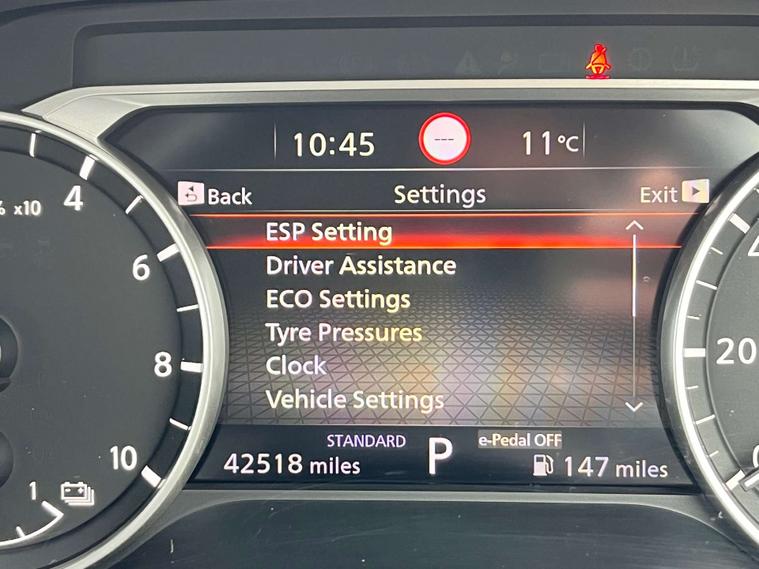 10:45 --- 11°C
Back Settings Exit
ESP Setting
Driver Assistance
ECO Settings
Tyre Pressures
Clock
Vehicle Settings
STANDARD P e-Pedal OFF
42518 miles 147 miles
% x10
4
6
8
10
1
20